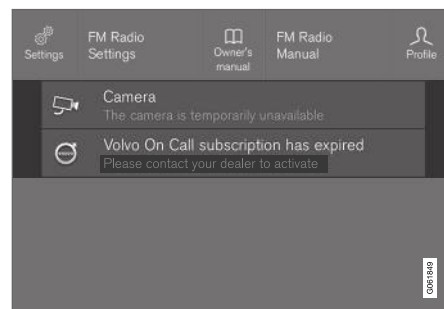 Settings
FM Radio
Settings
Owner's
manual
FM Radio
Manual
Profile
Camera
The camera is temporarily unavailable
Volvo On Call subscription has expired
Please contact your dealer to activate
G061849